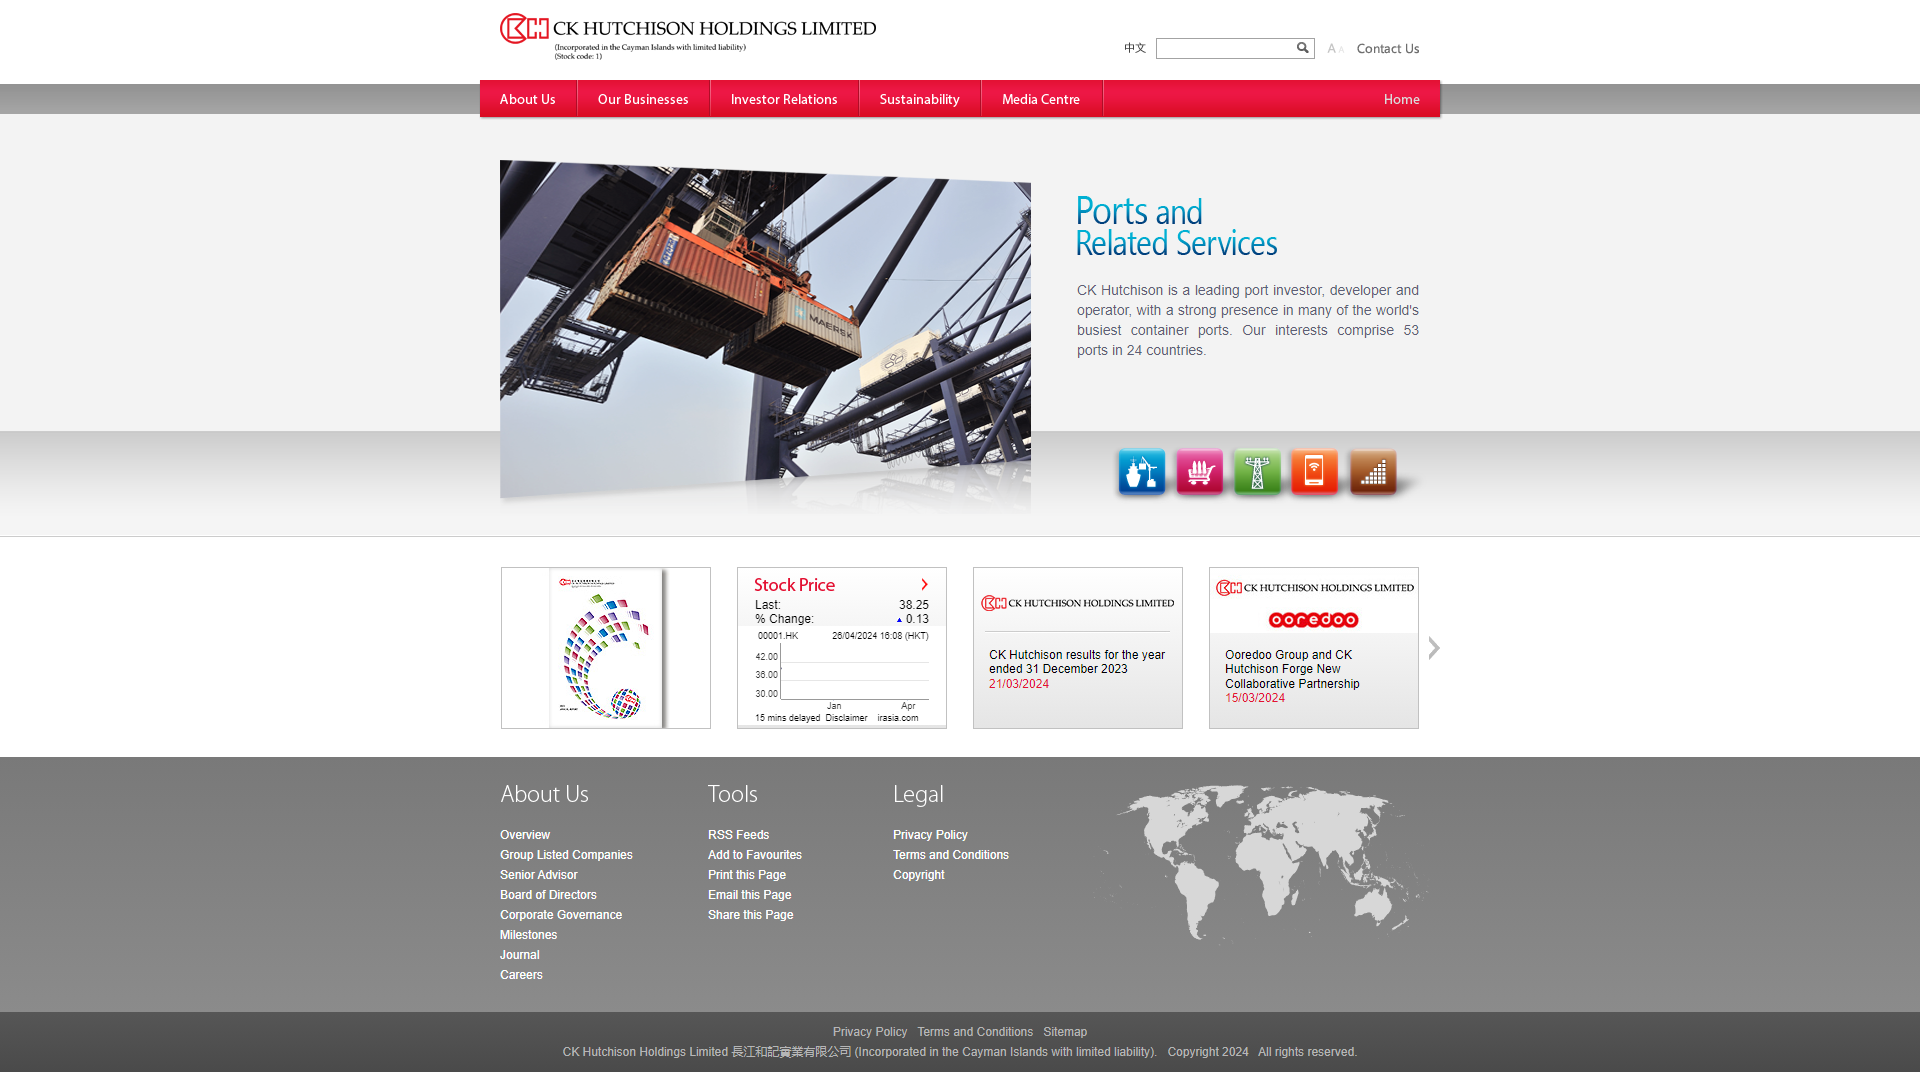 CK HUTCHISON HOLDINGS LIMITED
(Incorporated in the Cayman Islands with limited liability)
(Stock code: 1)
中文
A A
Contact Us
About Us
Our Businesses
Investor Relations
Sustainability
Media Centre
Home
MAERSK
Ports and
Related Services
CK Hutchison is a leading port investor, developer and
operator, with a strong presence in many of the world's
busiest container ports. Our interests comprise 53
ports in 24 countries.
Stock Price
Last: 38.25
% Change: 0.13
00001.HK 26/04/2024 16:08 (HKT)
42.00
36.00
30.00
Jan Apr
15 mins delayed Disclaimer irasia.com
CK HUTCHISON HOLDINGS LIMITED
CK Hutchison results for the year
ended 31 December 2023
21/03/2024
CK HUTCHISON HOLDINGS LIMITED
ooredoo
Ooredoo Group and CK
Hutchison Forge New
Collaborative Partnership
15/03/2024
About Us
Overview
Group Listed Companies
Senior Advisor
Board of Directors
Corporate Governance
Milestones
Journal
Careers
Tools
RSS Feeds
Add to Favourites
Print this Page
Email this Page
Share this Page
Legal
Privacy Policy
Terms and Conditions
Copyright
Privacy Policy Terms and Conditions Sitemap
CK Hutchison Holdings Limited 長江和記實業有限公司 (Incorporated in the Cayman Islands with limited liability). Copyright 2024 All rights reserved.